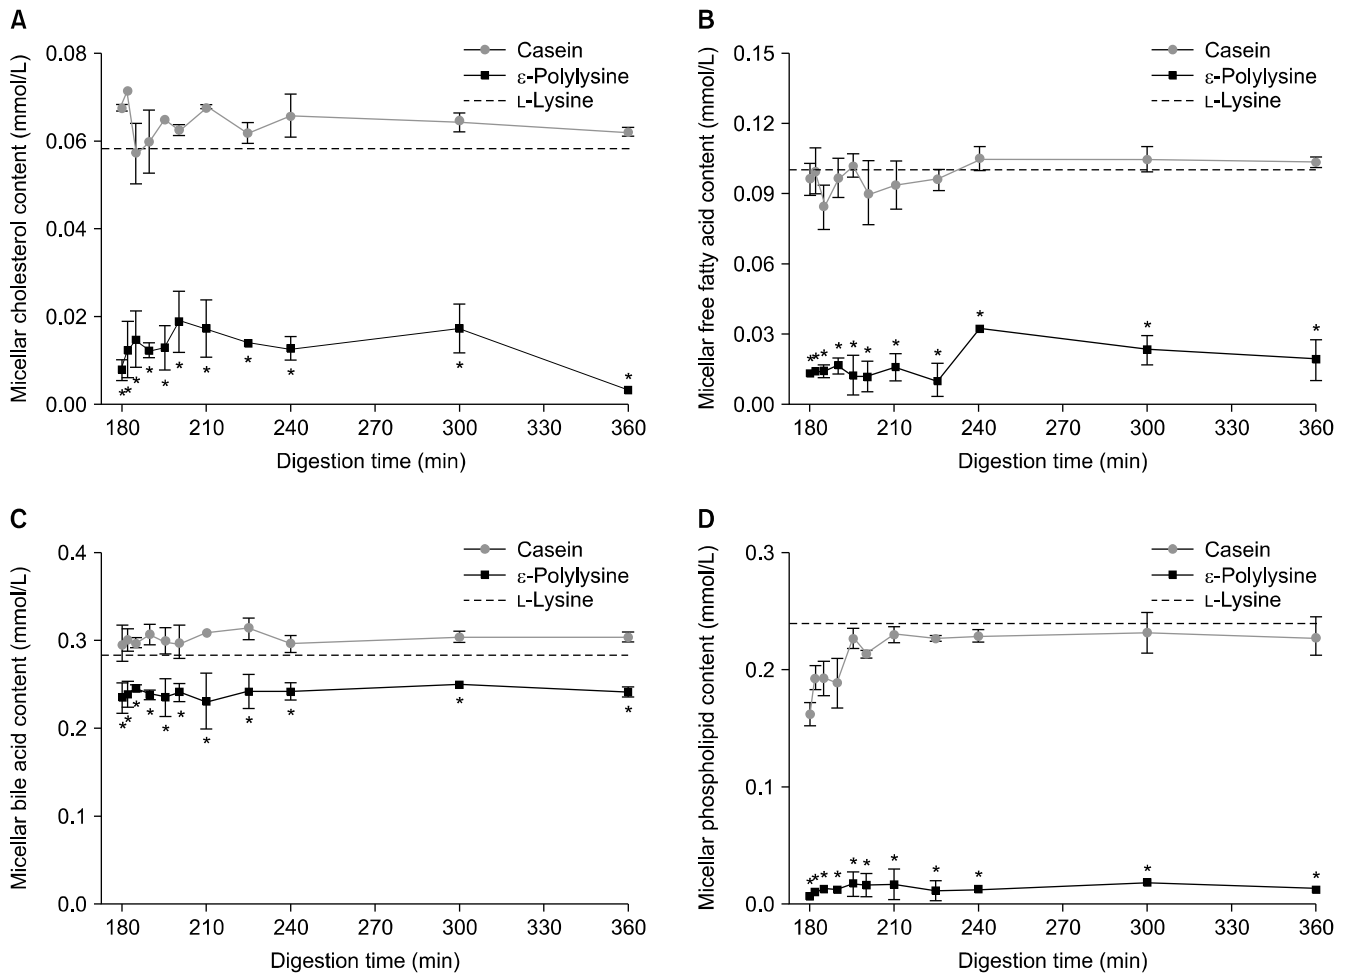 A
Micellar cholesterol content (mmol/L)
0.08
0.06
0.04
0.02
0.00
Casein
ε-Polylysine
L-Lysine
* * * * * * * * * * *
180 210 240 270 300 330 360
Digestion time (min)
B
Micellar free fatty acid content (mmol/L)
0.15
0.12
0.09
0.06
0.03
0.00
Casein
ε-Polylysine
L-Lysine
* * * * * * * * * * *
180 210 240 270 300 330 360
Digestion time (min)
C
Micellar bile acid content (mmol/L)
0.4
0.3
0.2
0.1
0.0
Casein
ε-Polylysine
L-Lysine
* * * * * * * * * * *
180 210 240 270 300 330 360
Digestion time (min)
D
Micellar phospholipid content (mmol/L)
0.3
0.2
0.1
0.0
Casein
ε-Polylysine
L-Lysine
* * * * * * * * * * *
180 210 240 270 300 330 360
Digestion time (min)